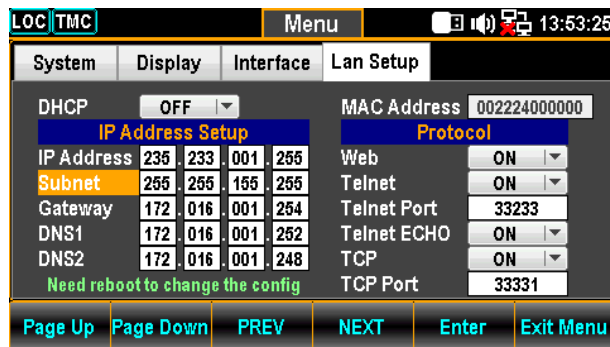 LOC TMC Menu 13:53:25
System Display Interface Lan Setup
DHCP OFF
IP Address Setup
IP Address 235 . 233 . 001 . 255
Subnet 255 . 255 . 155 . 255
Gateway 172 . 016 . 001 . 254
DNS1 172 . 016 . 001 . 252
DNS2 172 . 016 . 001 . 248
Need reboot to change the config
MAC Address 002224000000
Protocol
Web ON
Telnet ON
Telnet Port 33233
Telnet ECHO ON
TCP ON
TCP Port 33331
Page Up Page Down PREV NEXT Enter Exit Menu